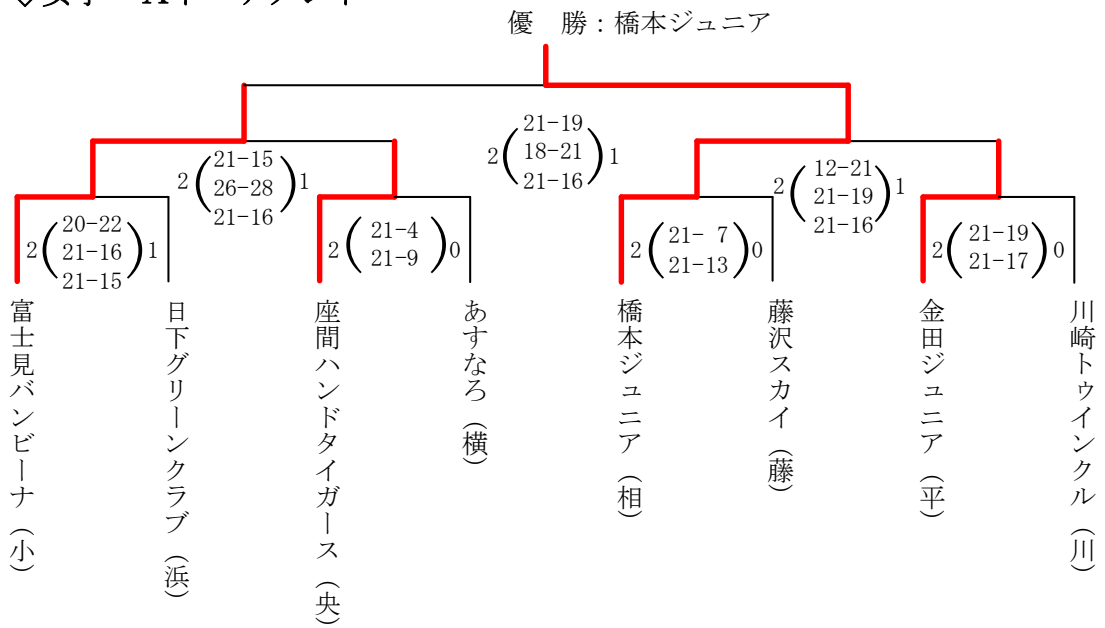 優　勝：橋本ジュニア
21-19
2 18-21 1
21-16
21-15
2 26-28 1
21-16
12-21
2 21-19 1
21-16
20-22
2 21-16 1
21-15
21-4
2 0
21-9
21- 7
2 0
21-13
21-19
2 0
21-17
富士見バンビーナ（小）
日下グリーンクラブ（浜）
座間ハンドタイガース（央）
あすなろ（横）
橋本ジュニア（相）
藤沢スカイ（藤）
金田ジュニア（平）
川崎トゥインクル（川）